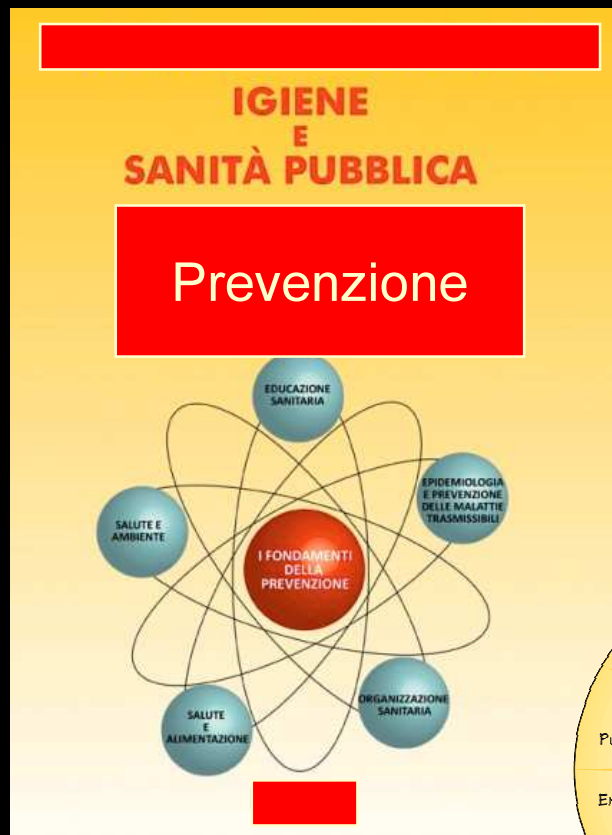 IGIENE
E
SANITÀ PUBBLICA
Prevenzione
EDUCAZIONE
SANITARIA
EPIDEMIOLOGIA
E PREVENZIONE
DELLE MALATTIE
TRASMISSIBILI
SALUTE E
AMBIENTE
I FONDAMENTI
DELLA
PREVENZIONE
ORGANIZZAZIONE
SANITARIA
SALUTE
E
ALIMENTAZIONE